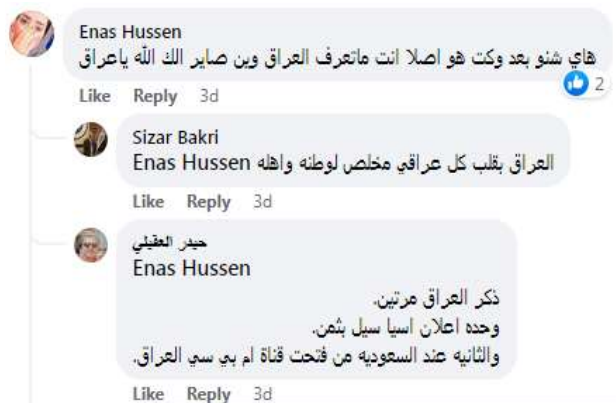 Enas Hussen
هاي شنو بعد وكت هو اصلا انت ماتعرف العراق وين صاير الك الله ياعراق
2
Like Reply 3d
Sizar Bakri
Enas Hussen العراق بقلب كل عراقي مخلص لوطنه واهله
Like Reply 3d
حيدر العقيلي
Enas Hussen
ذكر العراق مرتين.
وحده اعلان اسيا سيل بثمن.
والثانيه عند السعوديه من فتحت قناة ام بي سي العراق.
Like Reply 3d